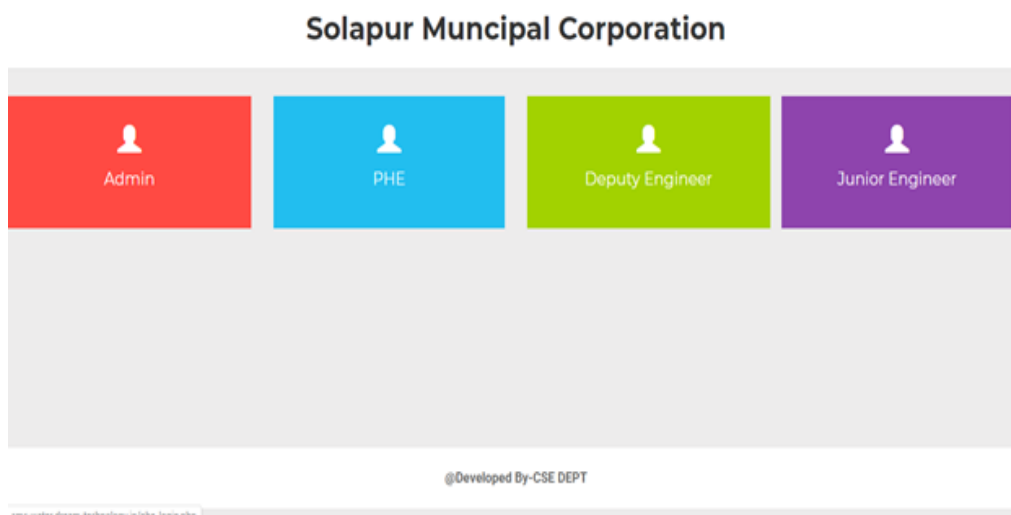 Solapur Muncipal Corporation
Admin
PHE
Deputy Engineer
Junior Engineer
@Developed By-CSE DEPT